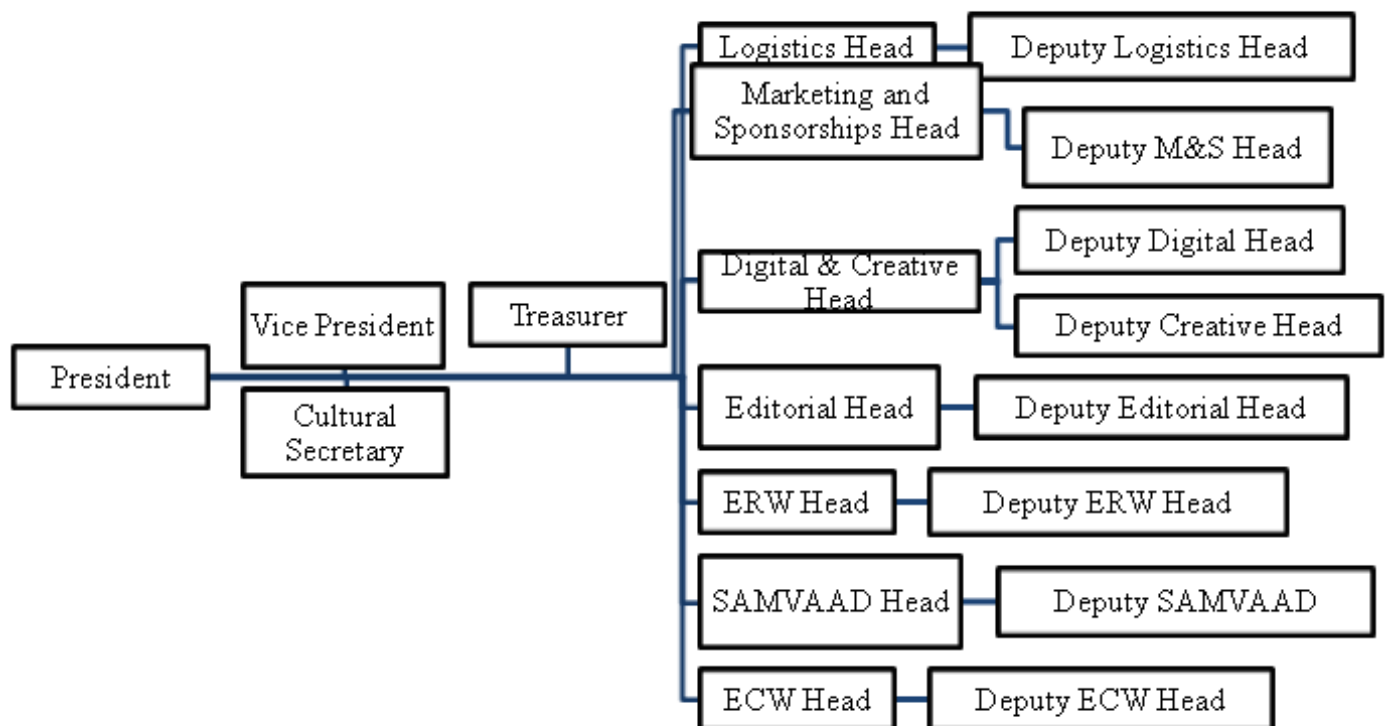 President
Vice President
Cultural
Secretary
Treasurer
Logistics Head
Deputy Logistics Head
Marketing and
Sponsorships Head
Deputy M&S Head
Digital & Creative
Head
Deputy Digital Head
Deputy Creative Head
Editorial Head
Deputy Editorial Head
ERW Head
Deputy ERW Head
SAMVAAD Head
Deputy SAMVAAD
ECW Head
Deputy ECW Head